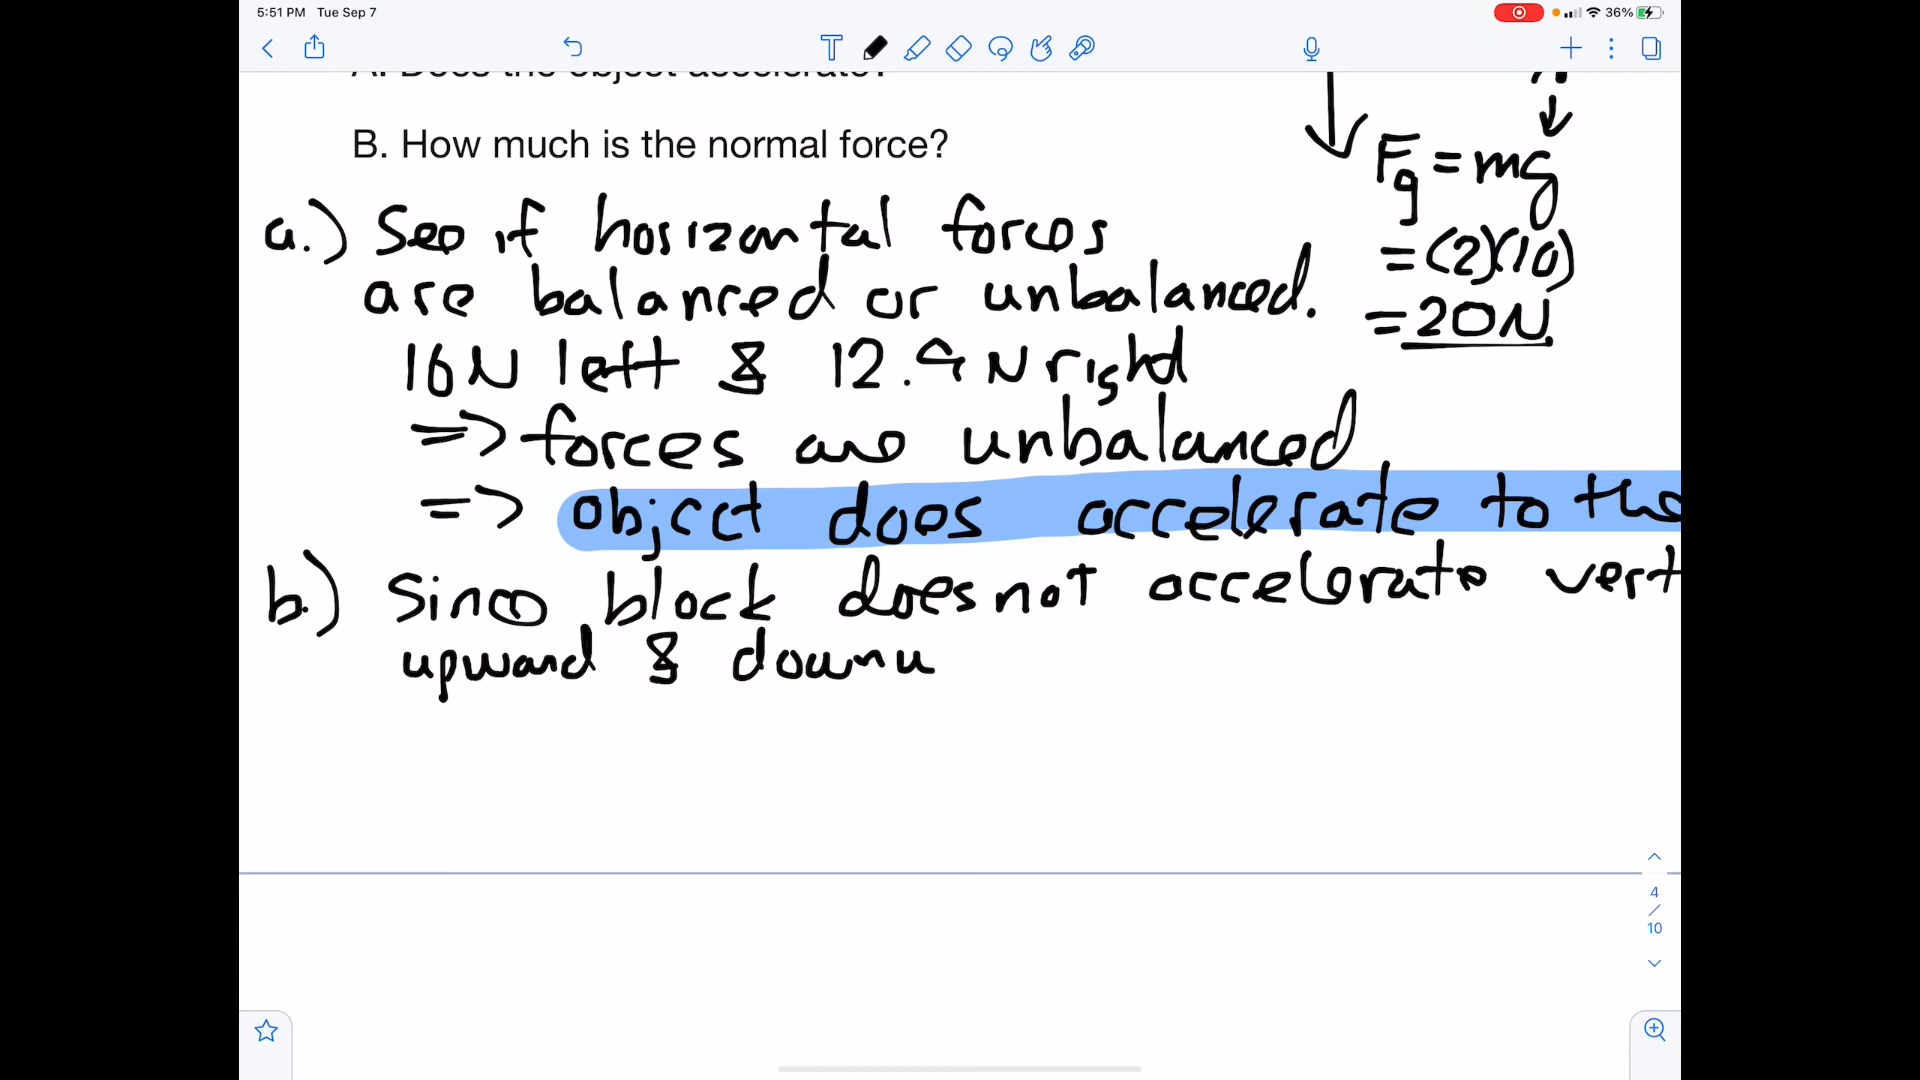 5:51 PM Tue Sep 7
36%
B. How much is the normal force?
Fg = mg
= (2)(10)
= 20N
a.) See if horizontal forces
are balanced or unbalanced.
16N left & 12.9 N right
=> forces are unbalanced
=> object does accelerate to the
b.) Since block does not accelerate vert
upward & downw
4
/
10